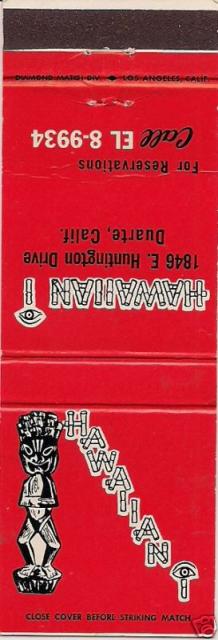 DIAMOND MATCH DIV. ◆ LOS ANGELES, CALIF.
HAWAIIAN
1846 E. Huntington Drive
Duarte, Calif.
For Reservations
Call EL 8-9934
HAWAIIAN
CLOSE COVER BEFORE STRIKING MATCH